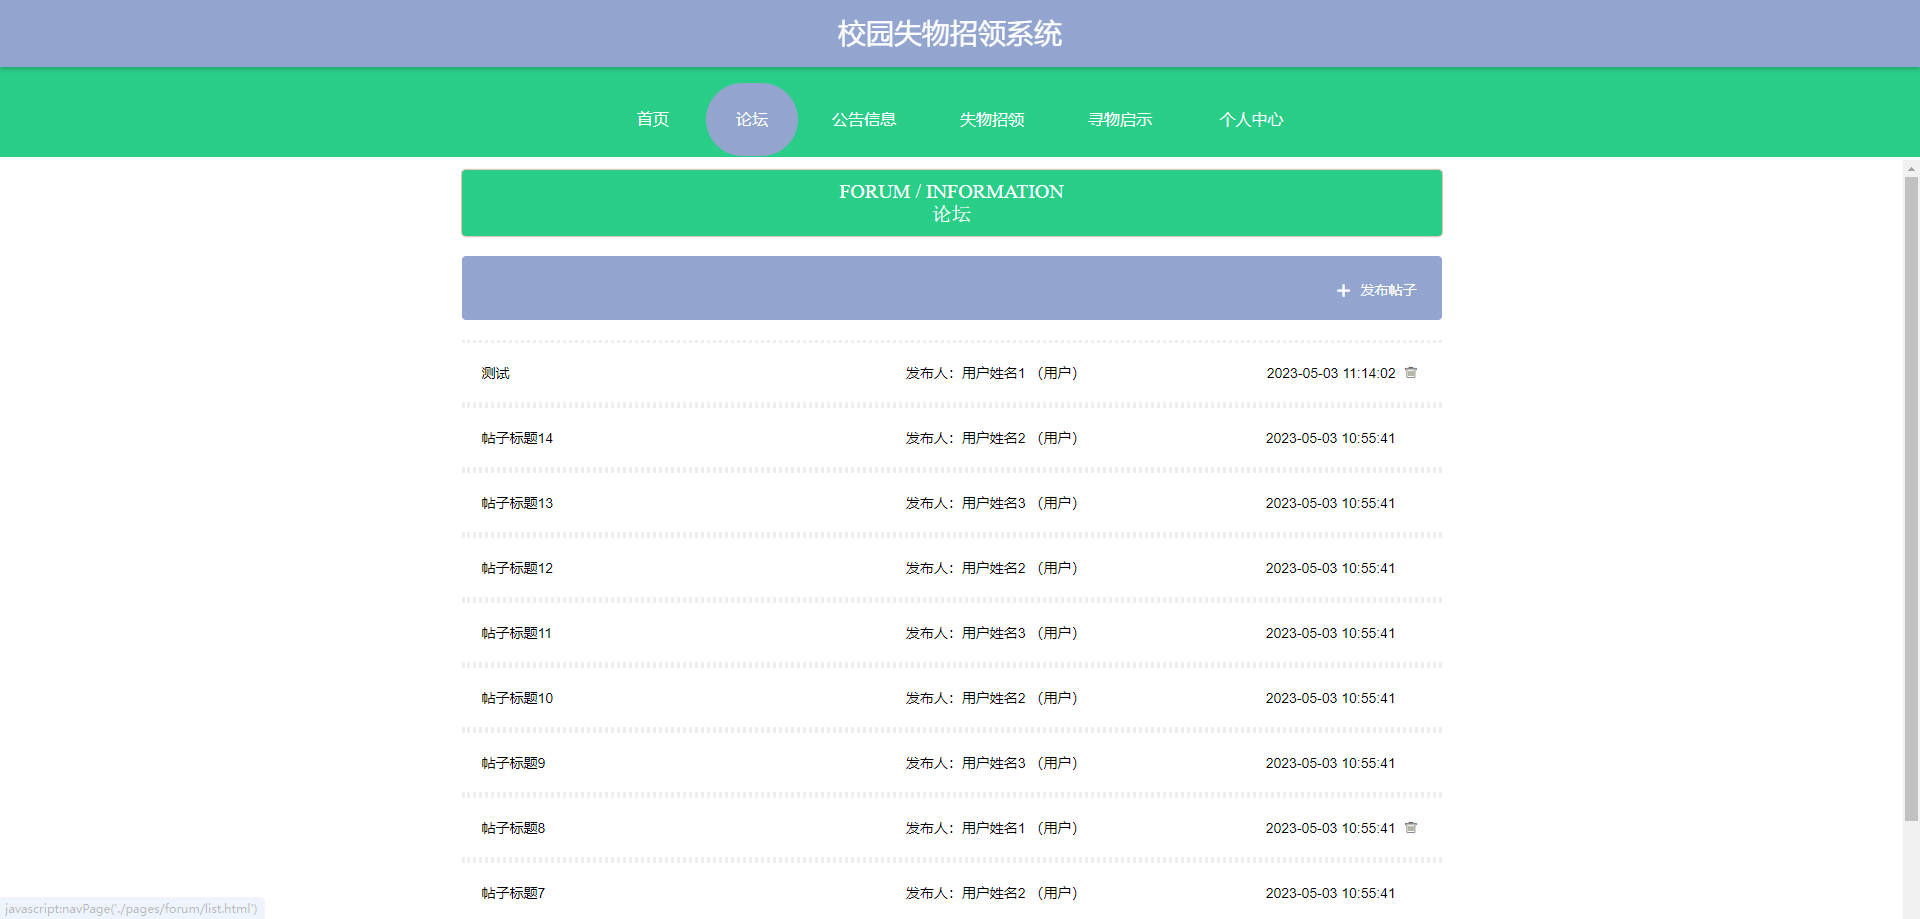 校园失物招领系统
首页 论坛 公告信息 失物招领 寻物启示 个人中心
FORUM / INFORMATION
论坛
发布帖子
测试 发布人：用户姓名1 （用户） 2023-05-03 11:14:02
帖子标题14 发布人：用户姓名2 （用户） 2023-05-03 10:55:41
帖子标题13 发布人：用户姓名3 （用户） 2023-05-03 10:55:41
帖子标题12 发布人：用户姓名2 （用户） 2023-05-03 10:55:41
帖子标题11 发布人：用户姓名3 （用户） 2023-05-03 10:55:41
帖子标题10 发布人：用户姓名2 （用户） 2023-05-03 10:55:41
帖子标题9 发布人：用户姓名3 （用户） 2023-05-03 10:55:41
帖子标题8 发布人：用户姓名1 （用户） 2023-05-03 10:55:41
帖子标题7 发布人：用户姓名2 （用户） 2023-05-03 10:55:41
javascript:navPage('./pages/forum/list.html')